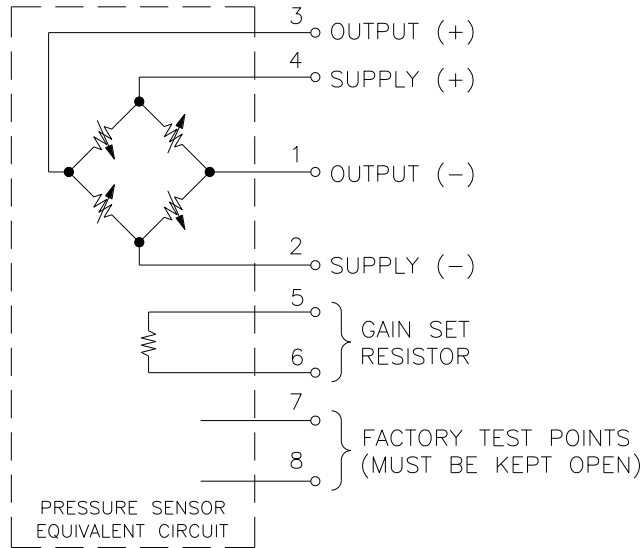 3
OUTPUT (+)
4
SUPPLY (+)
1
OUTPUT (-)
2
SUPPLY (-)
5
GAIN SET
RESISTOR
6
7
FACTORY TEST POINTS
(MUST BE KEPT OPEN)
8
PRESSURE SENSOR
EQUIVALENT CIRCUIT